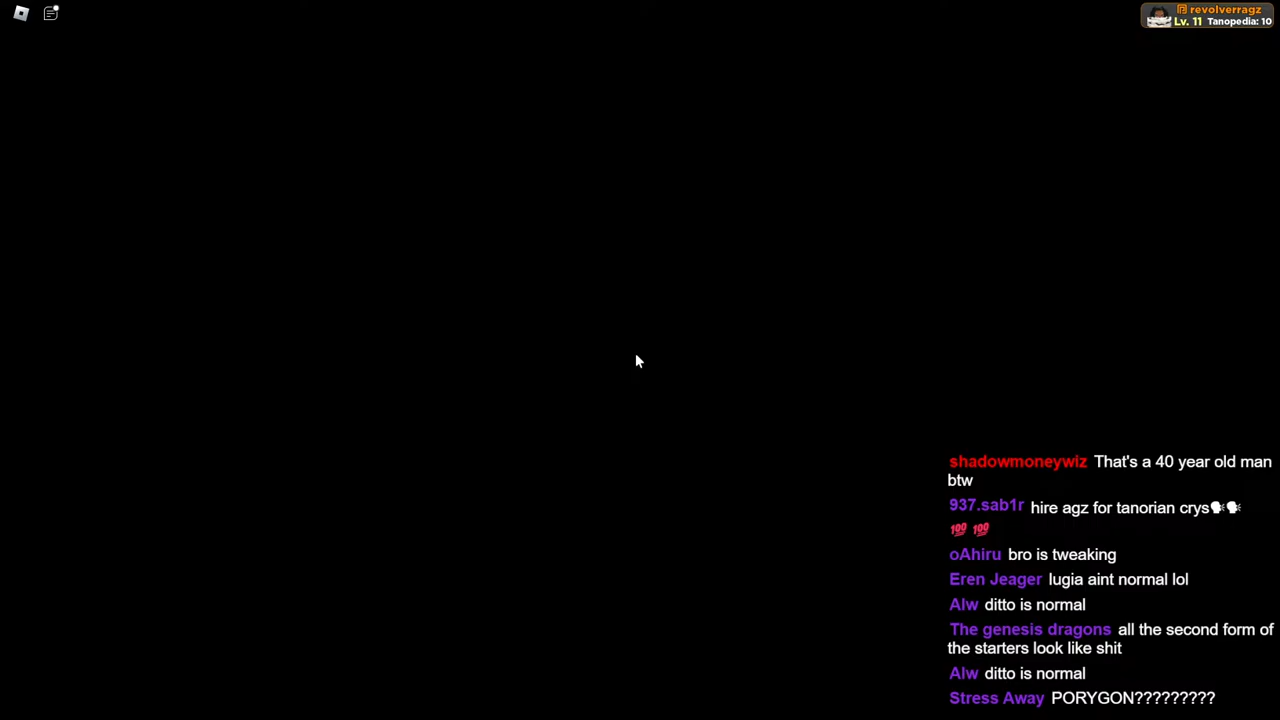 revolverragz
Lv. 11 Tanopedia: 10
shadowmoneywiz That's a 40 year old man
btw
937.sab1r hire agz for tanorian crys🗣🗣
💯 💯
oAhiru bro is tweaking
Eren Jeager lugia aint normal lol
Alw ditto is normal
The genesis dragons all the second form of
the starters look like shit
Alw ditto is normal
Stress Away PORYGON?????????